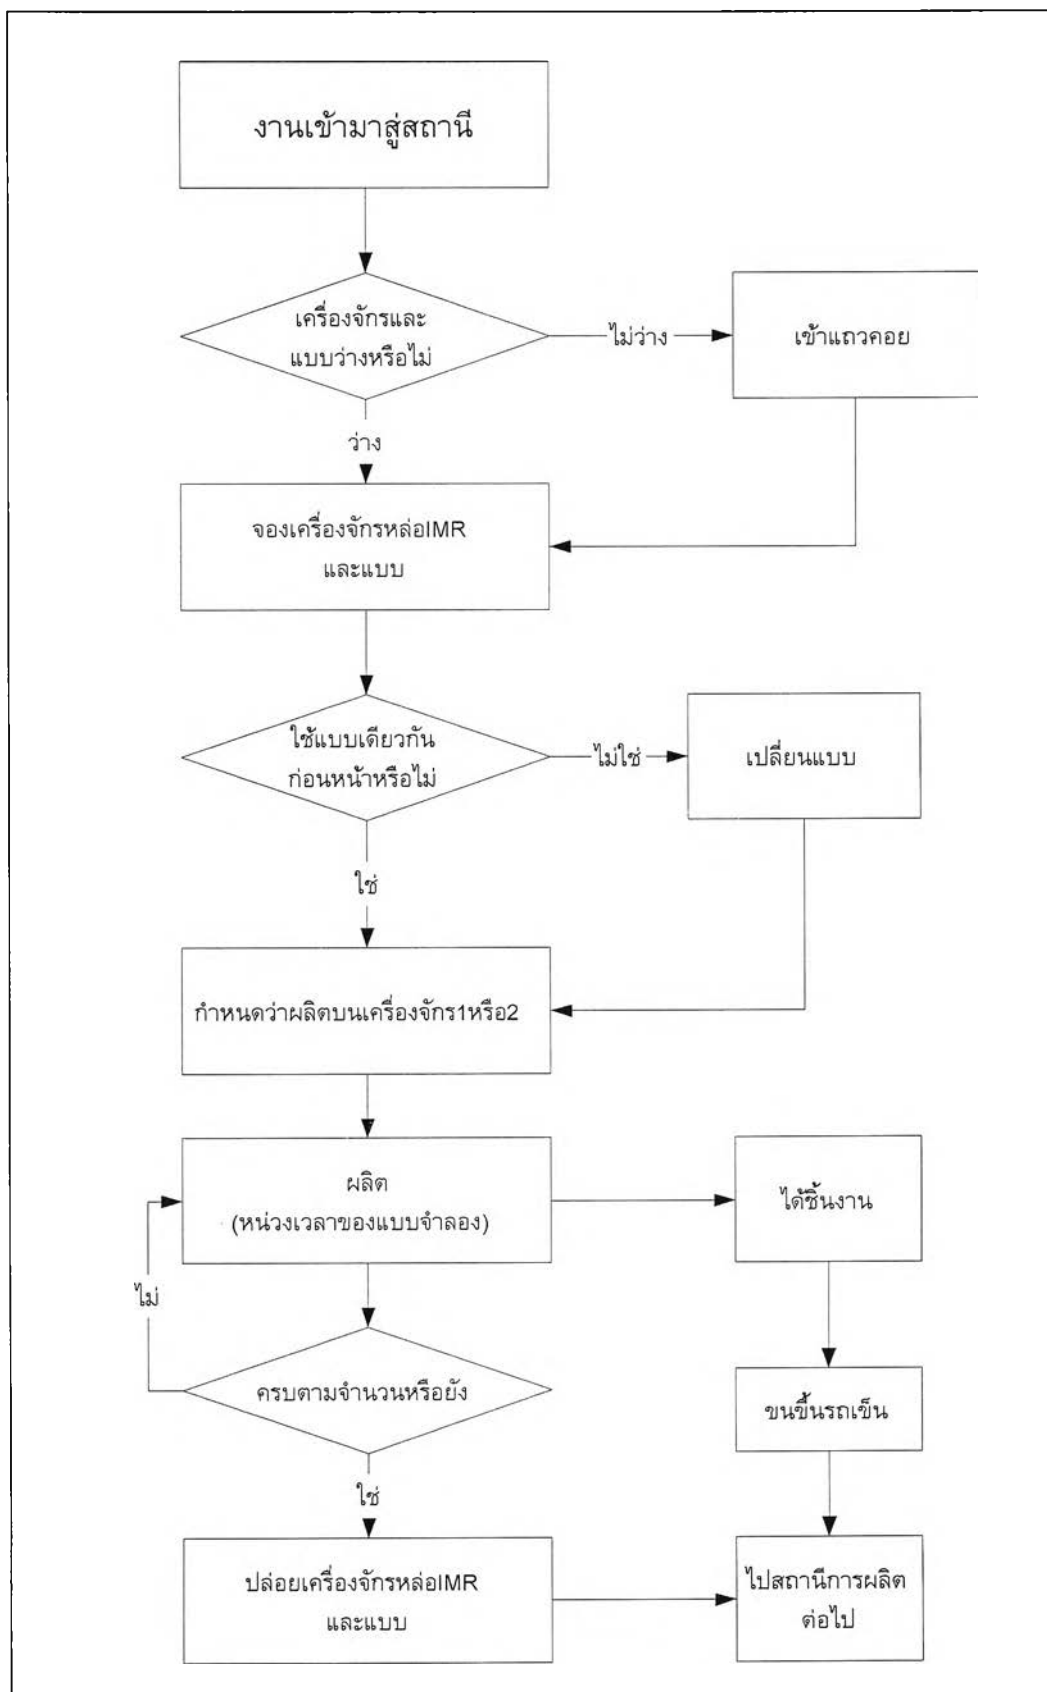 งานเข้ามาสู่สถานี
เครื่องจักรและ
แบบว่างหรือไม่
ไม่ว่าง
เข้าแถวคอย
ว่าง
จองเครื่องจักรหล่อIMR
และแบบ
ใช้แบบเดียวกัน
ก่อนหน้าหรือไม่
ไม่ใช่
เปลี่ยนแบบ
ใช่
กำหนดว่าผลิตบนเครื่องจักร1หรือ2
ผลิต
(หน่วงเวลาของแบบจำลอง)
ได้ชิ้นงาน
ไม่
ครบตามจำนวนหรือยัง
ขนขึ้นรถเข็น
ใช่
ปล่อยเครื่องจักรหล่อIMR
และแบบ
ไปสถานีการผลิต
ต่อไป